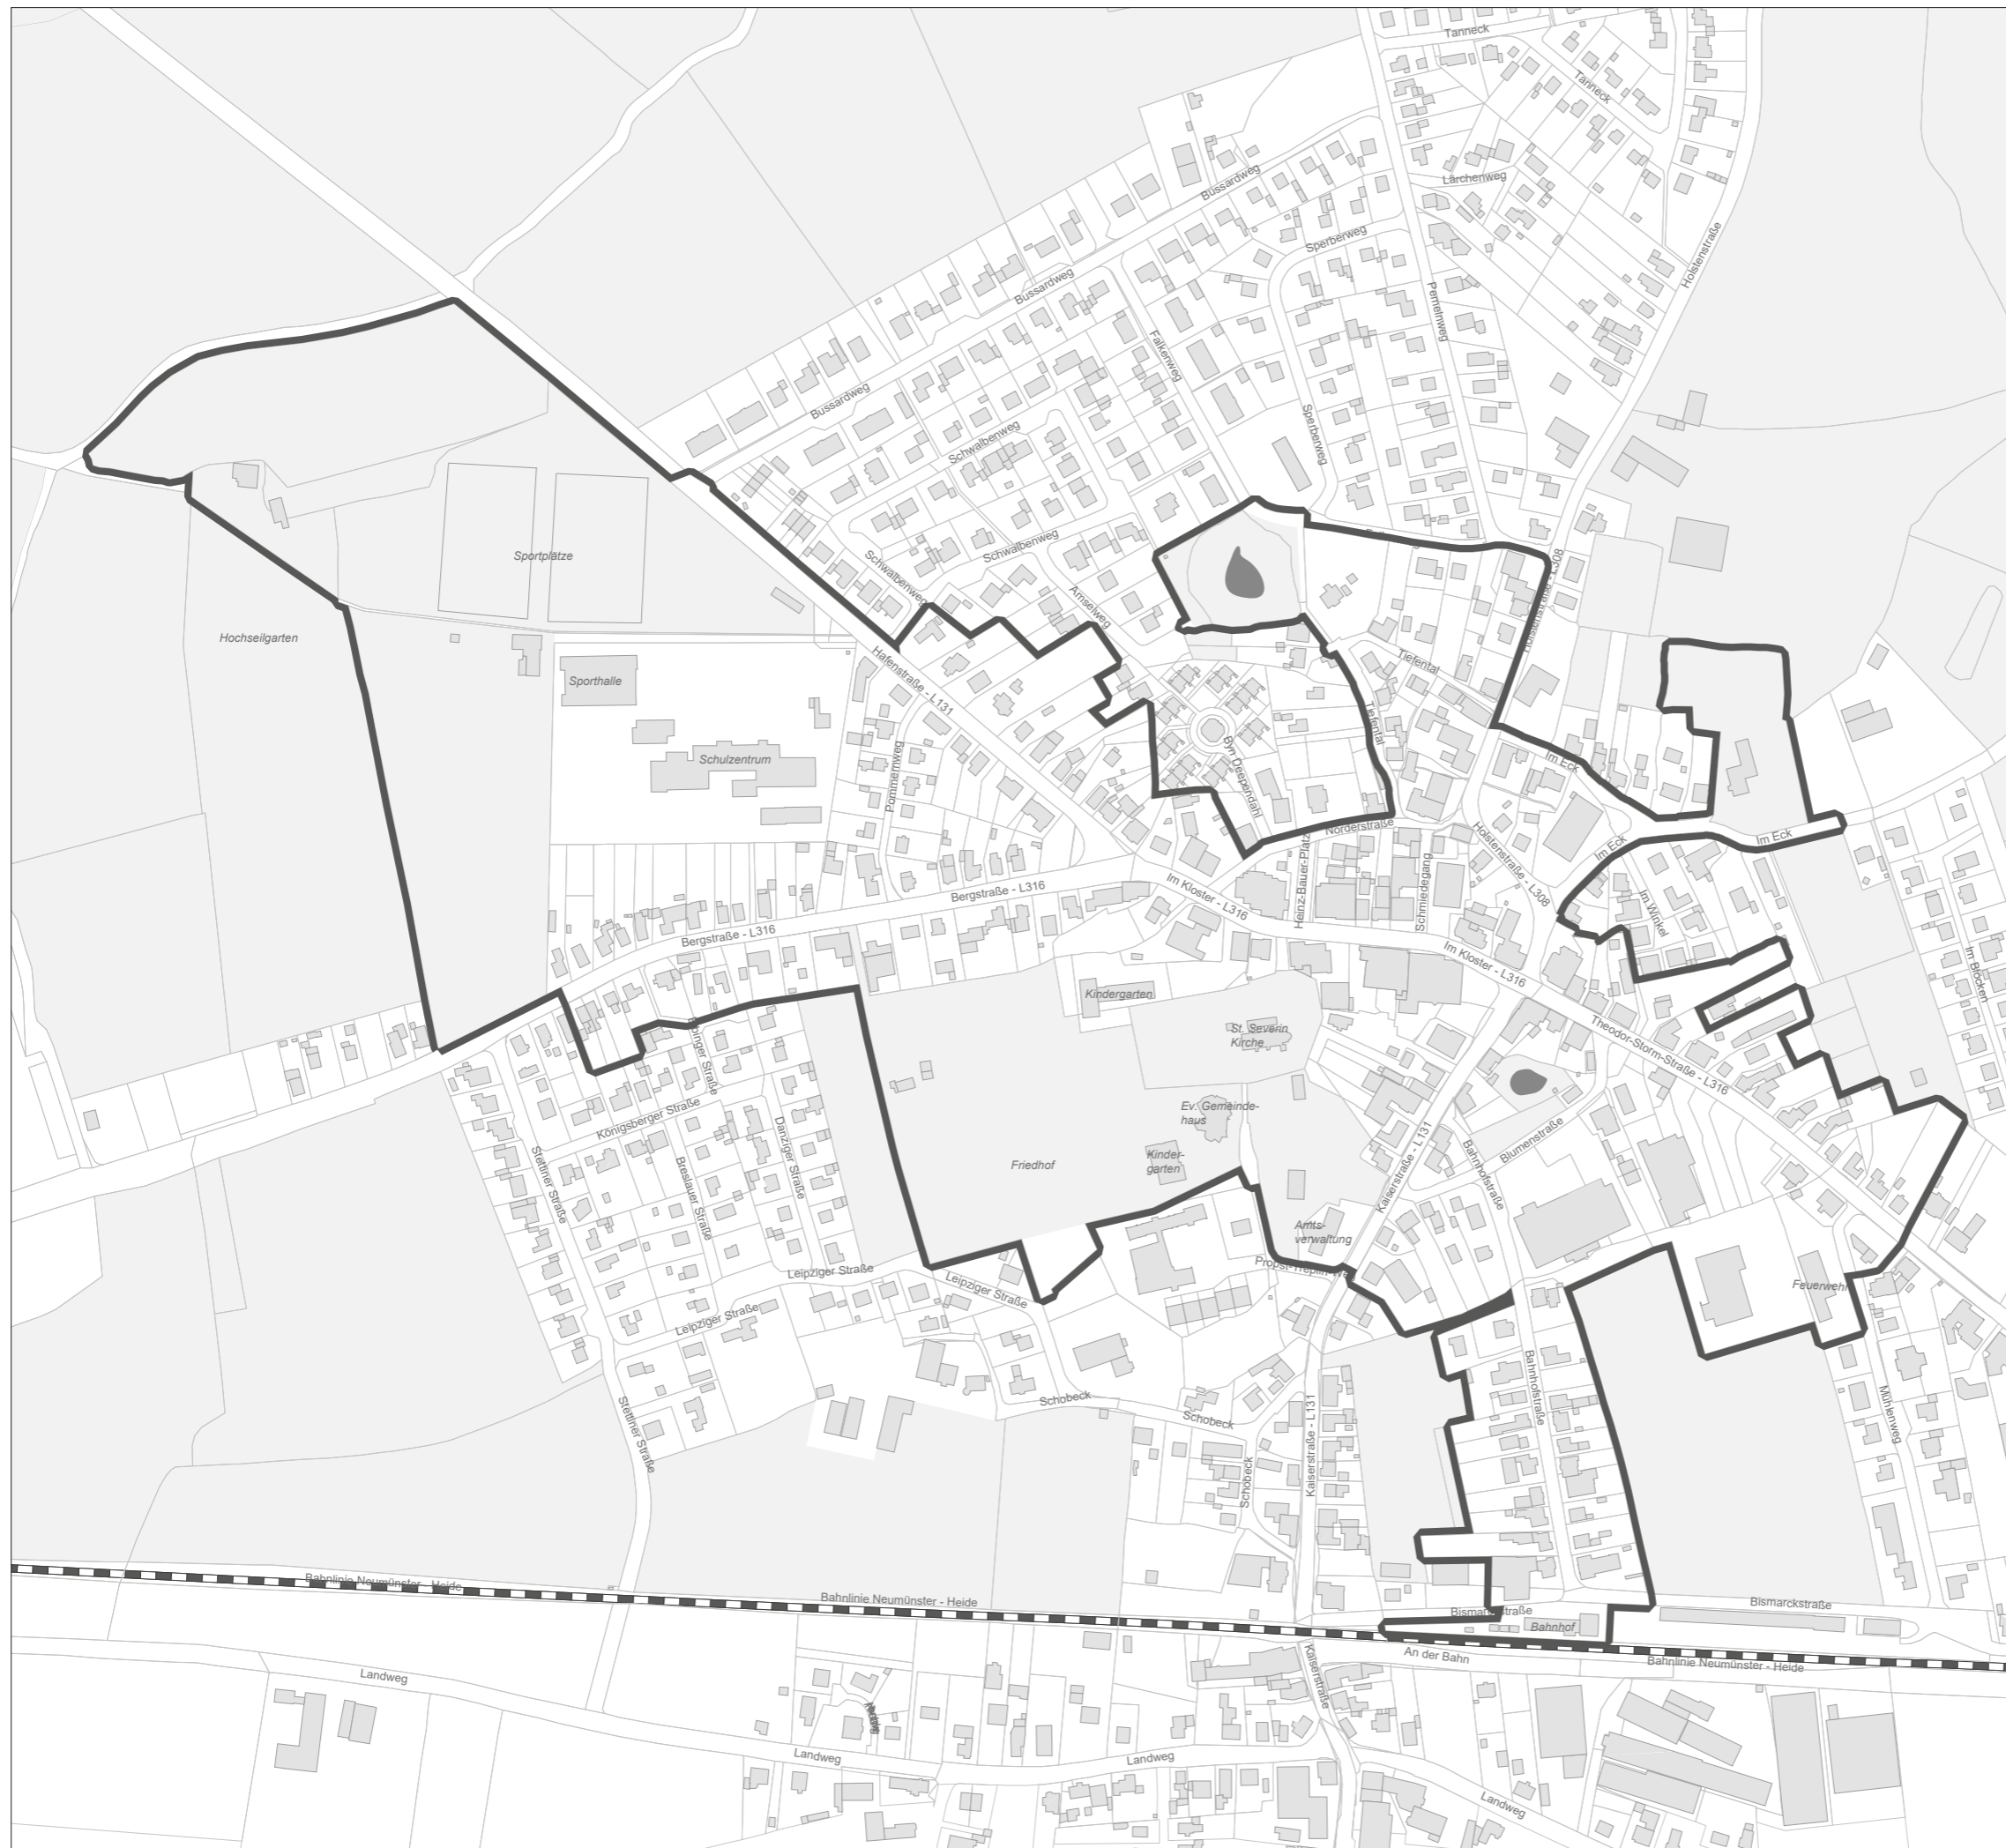 Tanneck
Tanneck
Lärchenweg
Bussardweg
Sperberweg
Holstenstraße
Bussardweg
Pemelnweg
Falkenweg
Bussardweg
Sperberweg
Schwalbenweg
Sportplätze
Schwalbenweg
Schwalbenweg
Amselweg
Holstenstraße - L308
Hochseilgarten
Hafenstraße - L131
Tiefental
Sporthalle
Tiefental
Schulzentrum
Pommernweg
Byn Deependahl
Im Eck
Norderstraße
Im Eck
Im Eck
Heinz-Bauer-Platz
Schmiedegang
Holstenstraße - L308
Bergstraße - L316
Im Kloster - L316
Im Winkel
Bergstraße - L316
Im Kloster - L316
Im Blöcken
Kindergarten
St. Severin
Kirche
Theodor-Storm-Straße - L316
Königsberger Straße
Ev. Gemeinde-
haus
Danziger Straße
Kinder-
garten
Friedhof
Kaiserstraße - L131
Bahnhofstraße
Blumenstraße
Stettiner Straße
Breslauer Straße
Amts-
verwaltung
Leipziger Straße
Leipziger Straße
Leipziger Straße
Feuerwehr
Bahnhofstraße
Mühlenweg
Schobeck
Schobeck
Schobeck
Kaiserstraße - L131
Stettiner Straße
Bahnlinie Neumünster - Heide
Bahnlinie Neumünster - Heide
Bismarckstraße
Bismarckstraße
Bahnhof
An der Bahn
Bahnlinie Neumünster - Heide
Landweg
Kaiserstraße
Landweg
Landweg
Landweg